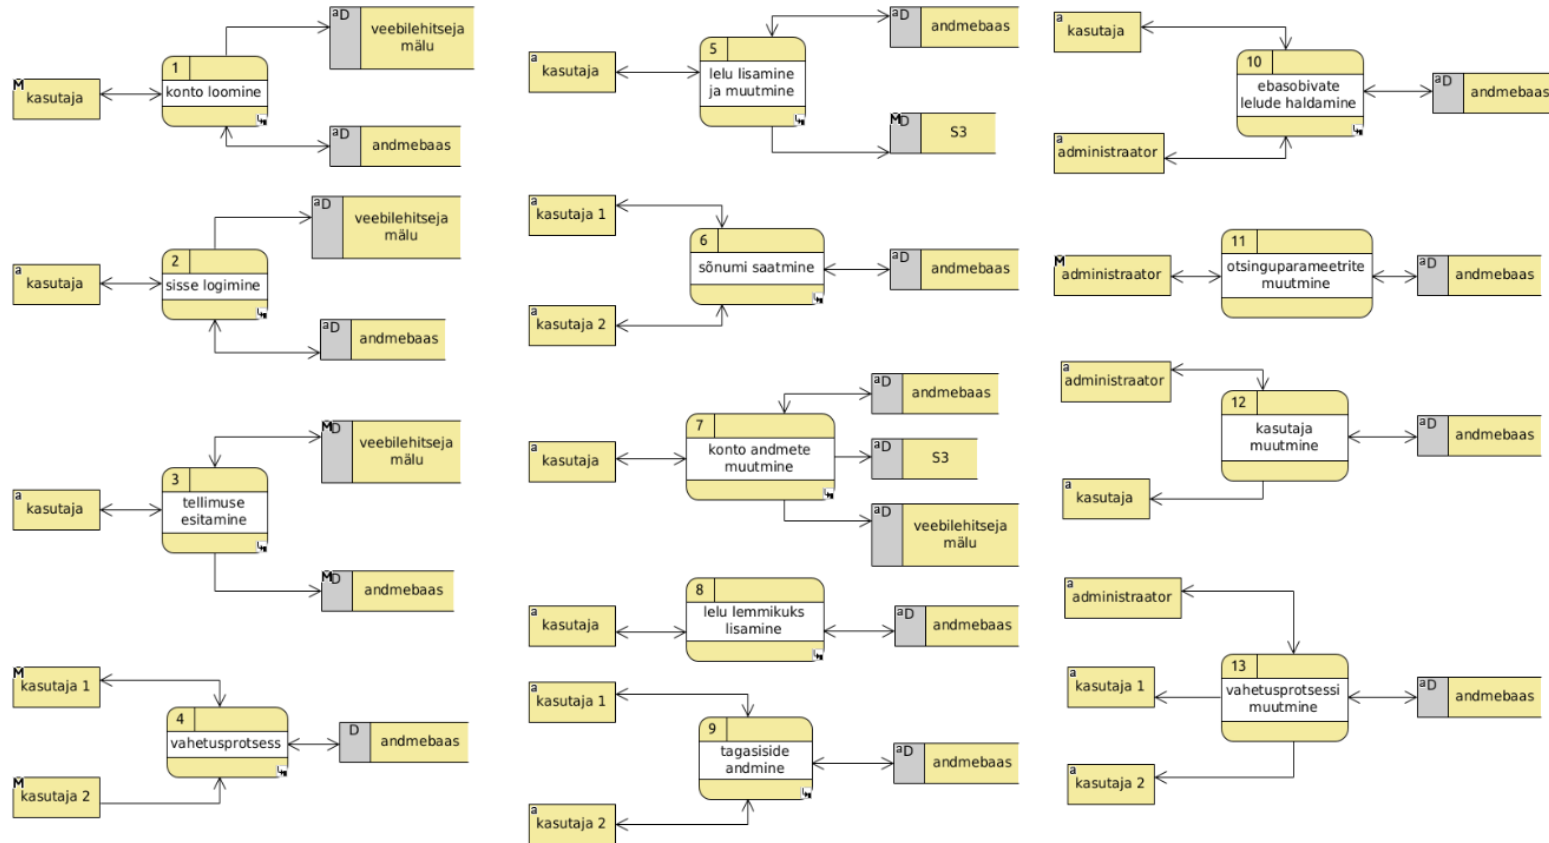 aD
veebilehitseja
mälu
1
konto loomine
M
kasutaja
aD
andmebaas
aD
veebilehitseja
mälu
2
sisse logimine
a
kasutaja
aD
andmebaas
MD
veebilehitseja
mälu
3
tellimuse
esitamine
a
kasutaja
MD
andmebaas
M
kasutaja 1
4
vahetusprotsess
D
andmebaas
M
kasutaja 2
aD
andmebaas
5
lelu lisamine
ja muutmine
a
kasutaja
MD
S3
a
kasutaja 1
6
sõnumi saatmine
aD
andmebaas
a
kasutaja 2
aD
andmebaas
7
konto andmete
muutmine
a
kasutaja
aD
S3
aD
veebilehitseja
mälu
8
lelu lemmikuks
lisamine
a
kasutaja
aD
andmebaas
a
kasutaja 1
9
tagasiside
andmine
aD
andmebaas
a
kasutaja 2
a
kasutaja
10
ebasobivate
lelude haldamine
aD
andmebaas
a
administraator
11
otsinguparameetrite
muutmine
M
administraator
aD
andmebaas
a
administraator
12
kasutaja
muutmine
aD
andmebaas
a
kasutaja
a
administraator
13
vahetusprotsessi
muutmine
a
kasutaja 1
aD
andmebaas
a
kasutaja 2